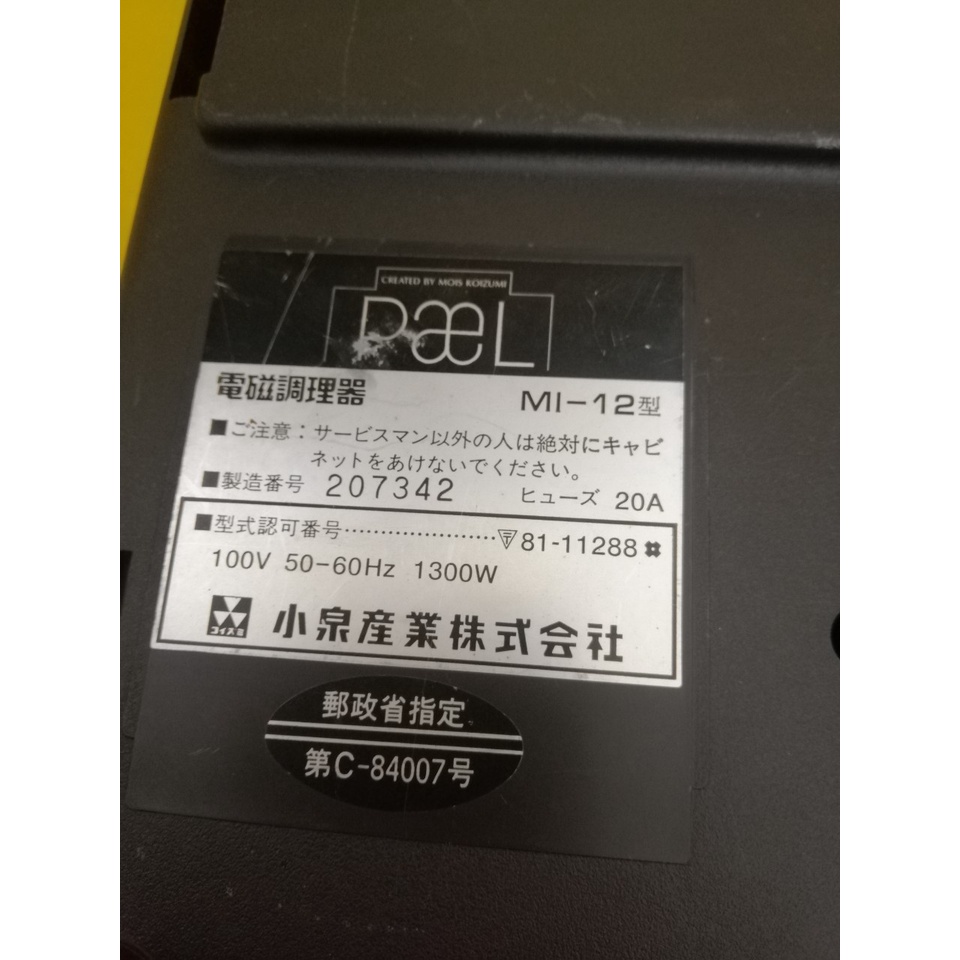 CREATED BY MOIS KOIZUMI
PæL
電磁調理器 MI-12型
■ご注意：サービスマン以外の人は絶対にキャビ
ネットをあけないでください。
■製造番号 207342 ヒューズ 20A
■型式認可番号…………………〒81-11288
100V 50-60Hz 1300W
コイズミ 小泉産業株式会社
郵政省指定
第C-84007号